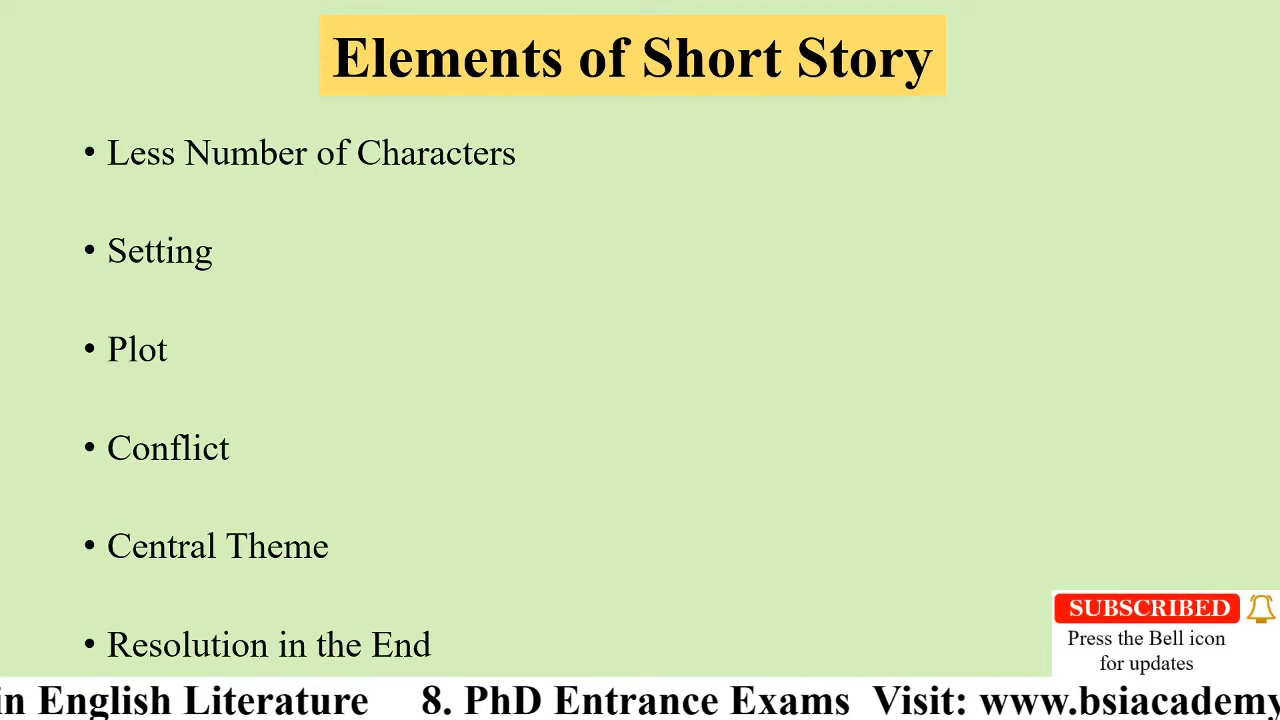 Elements of Short Story
• Less Number of Characters
• Setting
• Plot
• Conflict
• Central Theme
• Resolution in the End
SUBSCRIBED
Press the Bell icon
for updates
in English Literature 8. PhD Entrance Exams Visit: www.bsiacademy